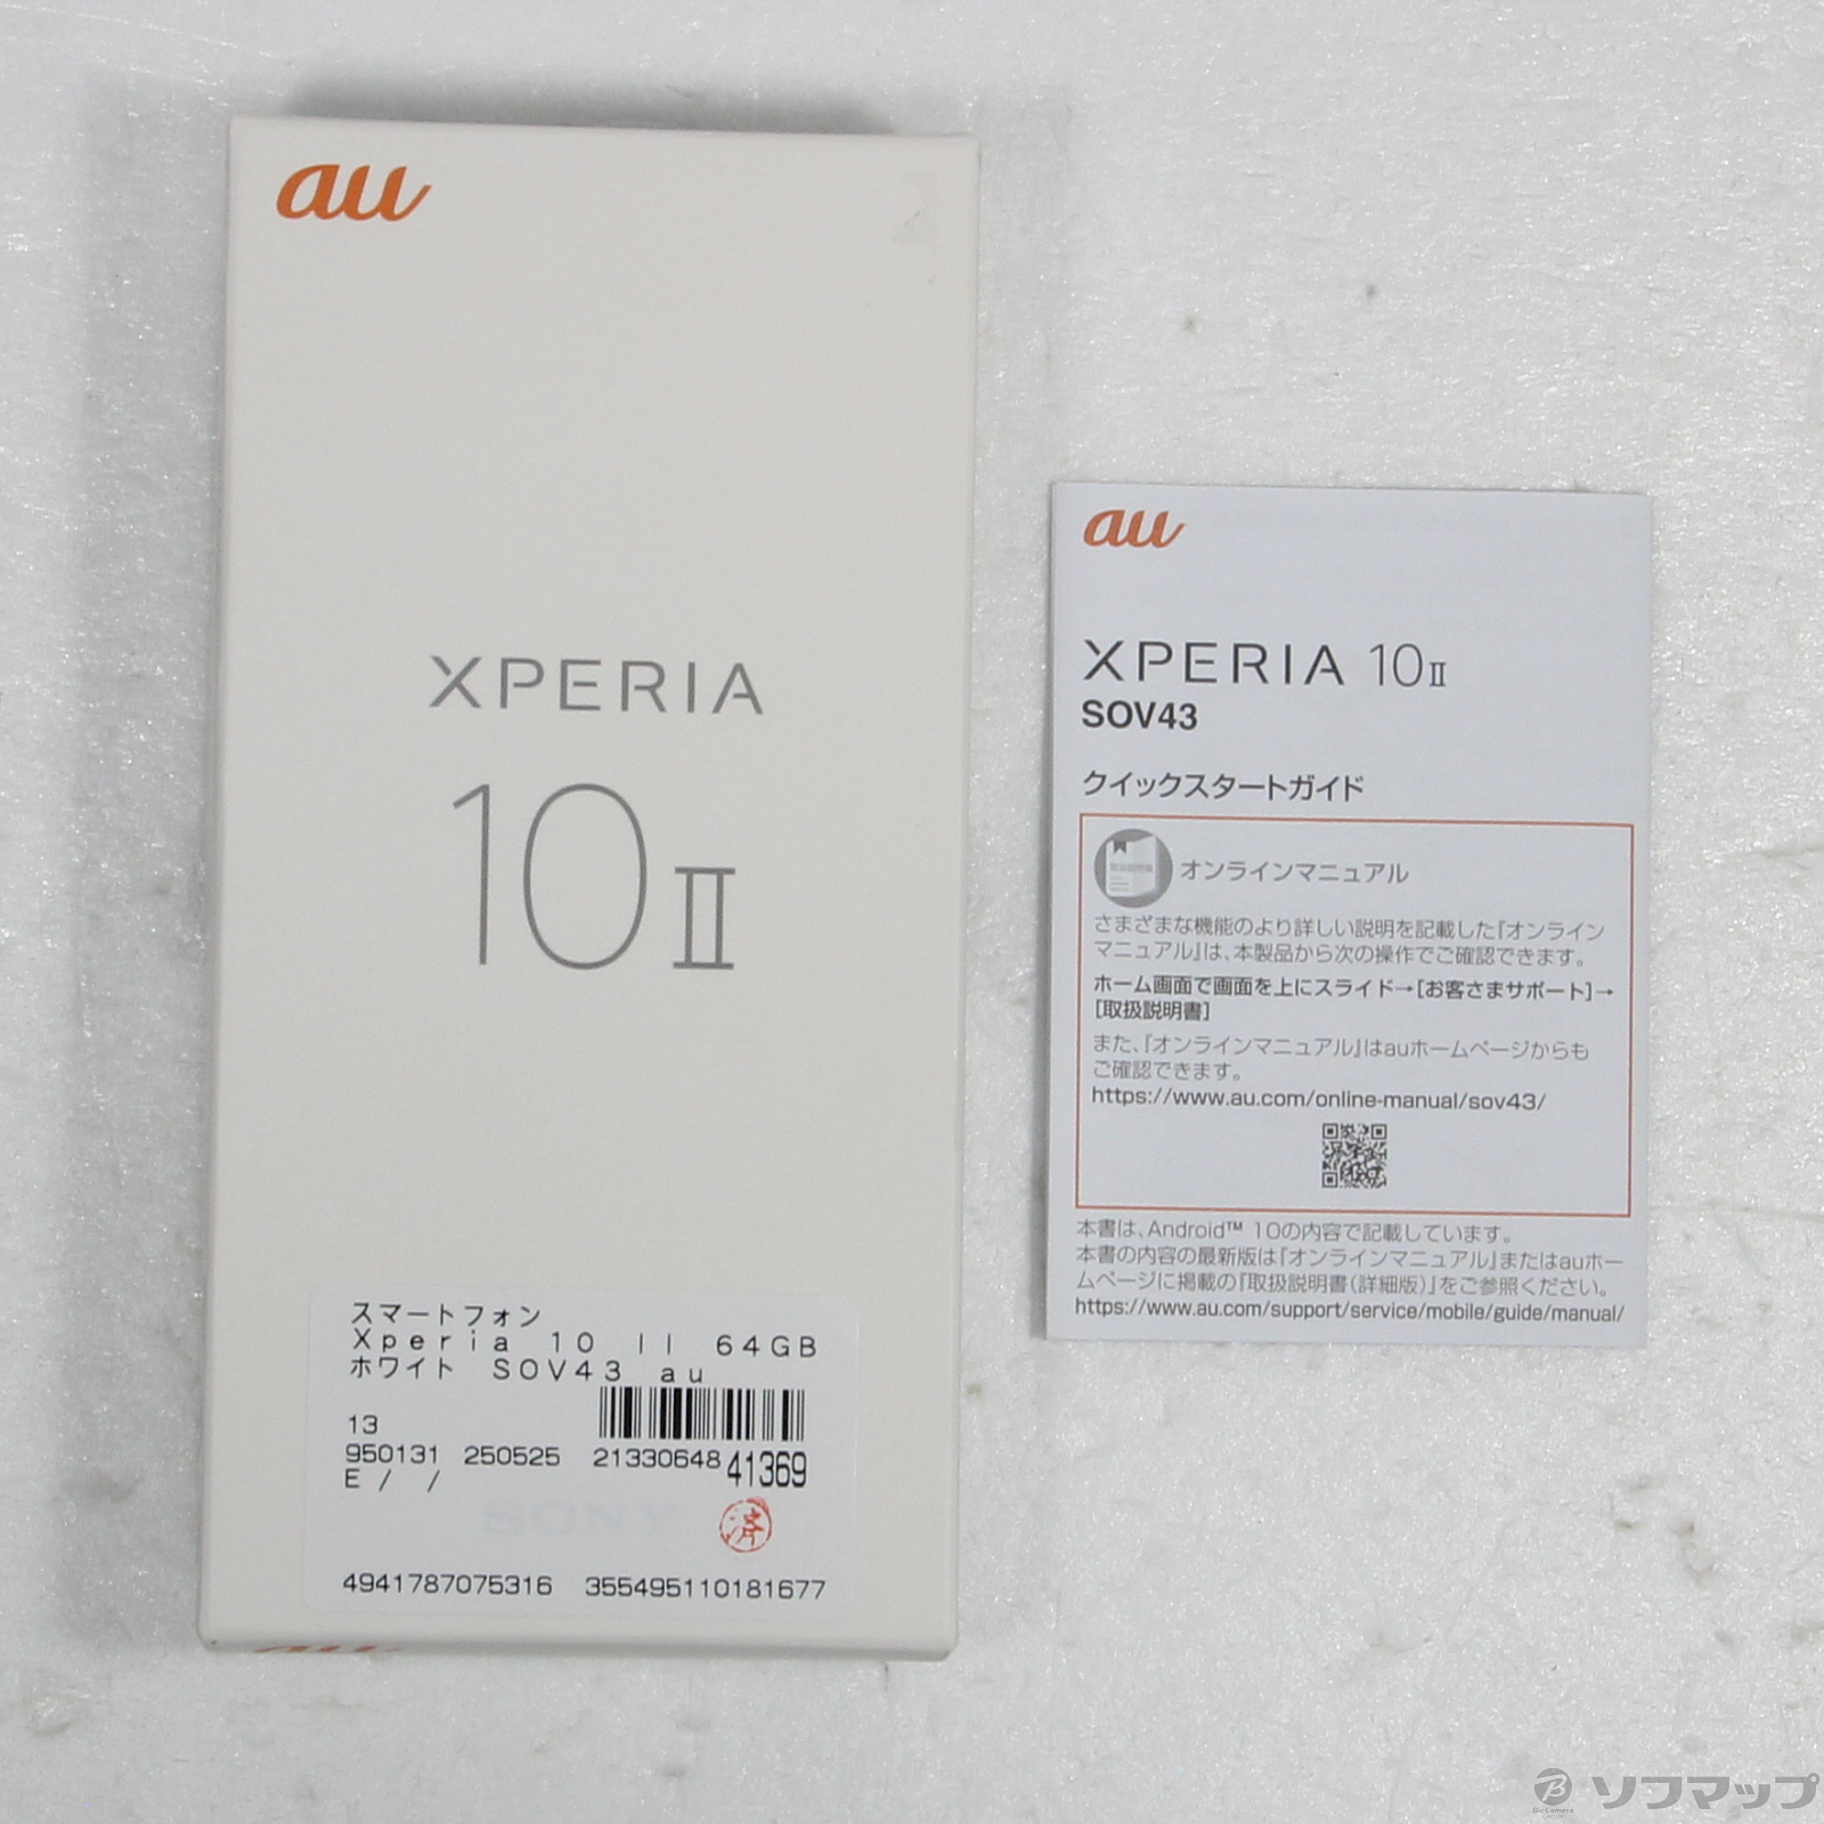 au
XPERIA
10 II
スマートフォン
Xperia 10 II 64GB
ホワイト SOV43 au
13
950131 250525 21330648 41369
E / /
SONY
済
4941787075316 355495110181677
au
au
XPERIA 10 II
SOV43
クイックスタートガイド
取扱説明書
オンラインマニュアル
さまざまな機能のより詳しい説明を記載した『オンライン
マニュアル』は、本製品から次の操作でご確認できます。
ホーム画面で画面を上にスライド→[お客さまサポート]→
[取扱説明書]
また、『オンラインマニュアル』はauホームページからも
ご確認できます。
https://www.au.com/online-manual/sov43/
本書は、Android™ 10の内容で記載しています。
本書の内容の最新版は『オンラインマニュアル』またはauホー
ムページに掲載の『取扱説明書(詳細版)』をご参照ください。
https://www.au.com/support/service/mobile/guide/manual/
B
BicCamera
GROUP
ソフマップ